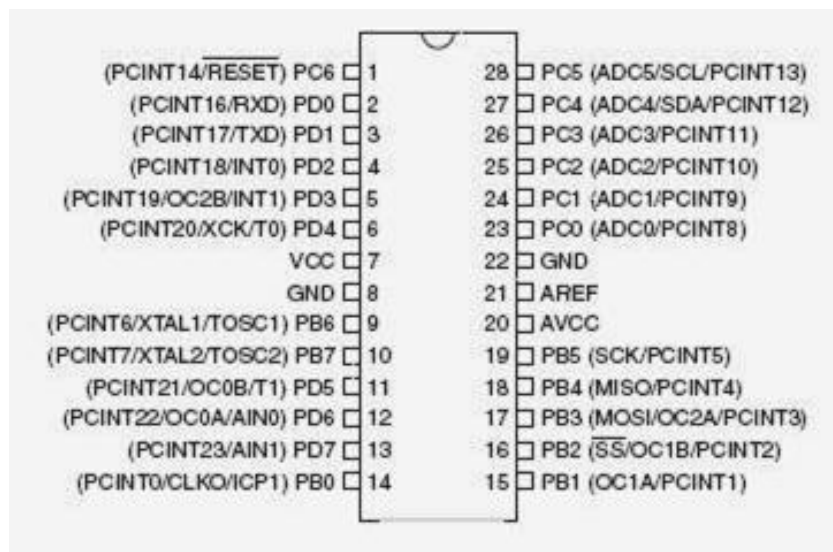 (PCINT14/RESET) PC6 1
(PCINT16/RXD) PD0 2
(PCINT17/TXD) PD1 3
(PCINT18/INT0) PD2 4
(PCINT19/OC2B/INT1) PD3 5
(PCINT20/XCK/T0) PD4 6
VCC 7
GND 8
(PCINT6/XTAL1/TOSC1) PB6 9
(PCINT7/XTAL2/TOSC2) PB7 10
(PCINT21/OC0B/T1) PD5 11
(PCINT22/OC0A/AIN0) PD6 12
(PCINT23/AIN1) PD7 13
(PCINT0/CLKO/ICP1) PB0 14
28 PC5 (ADC5/SCL/PCINT13)
27 PC4 (ADC4/SDA/PCINT12)
26 PC3 (ADC3/PCINT11)
25 PC2 (ADC2/PCINT10)
24 PC1 (ADC1/PCINT9)
23 PC0 (ADC0/PCINT8)
22 GND
21 AREF
20 AVCC
19 PB5 (SCK/PCINT5)
18 PB4 (MISO/PCINT4)
17 PB3 (MOSI/OC2A/PCINT3)
16 PB2 (SS/OC1B/PCINT2)
15 PB1 (OC1A/PCINT1)